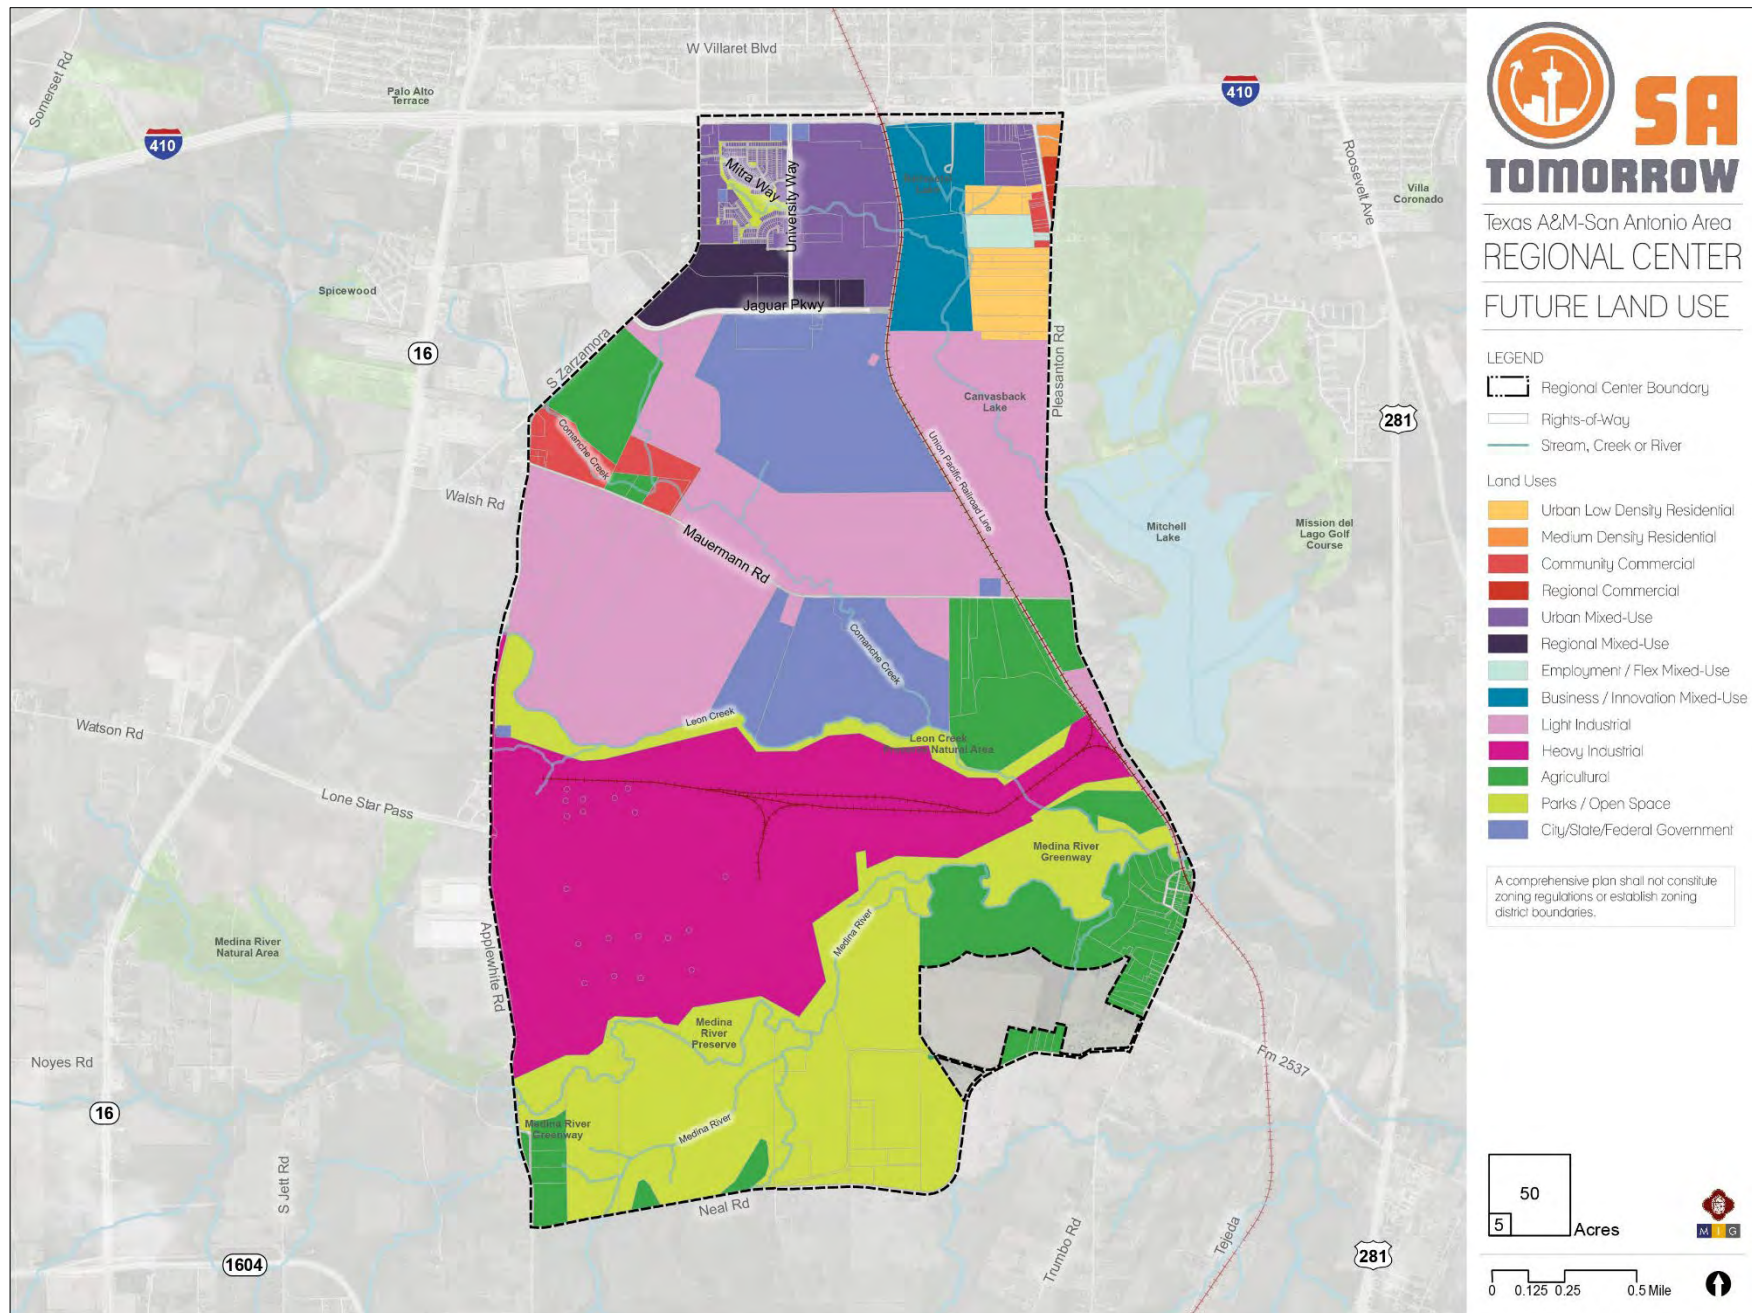 W Villaret Blvd
Somerset Rd
Palo Alto
Terrace
410
410
Roosevelt Ave
Villa
Coronado
Mitra Way
University Way
Spicewood
Jaguar Pkwy
S Zarzamora
16
Pleasanton Rd
Canvasback
Lake
281
Comanche Creek
Union Pacific Railroad Line
Walsh Rd
Mauermann Rd
Mitchell
Lake
Mission del
Lago Golf
Course
Comanche Creek
Leon Creek
Watson Rd
Leon Creek
Natural Area
Lone Star Pass
Medina River
Greenway
Medina River
Medina River
Natural Area
Applewhite Rd
Medina
River
Preserve
Noyes Rd
Fm 2537
16
Medina River
Greenway
Medina River
S Jett Rd
Neal Rd
Trumbo Rd
Tejeda
1604
281
SA
TOMORROW
Texas A&M-San Antonio Area
REGIONAL CENTER
FUTURE LAND USE
LEGEND
Regional Center Boundary
Rights-of-Way
Stream, Creek or River
Land Uses
Urban Low Density Residential
Medium Density Residential
Community Commercial
Regional Commercial
Urban Mixed-Use
Regional Mixed-Use
Employment / Flex Mixed-Use
Business / Innovation Mixed-Use
Light Industrial
Heavy Industrial
Agricultural
Parks / Open Space
City/State/Federal Government
A comprehensive plan shall not constitute
zoning regulations or establish zoning
district boundaries.
50
5
Acres
M I G
0 0.125 0.25 0.5 Mile